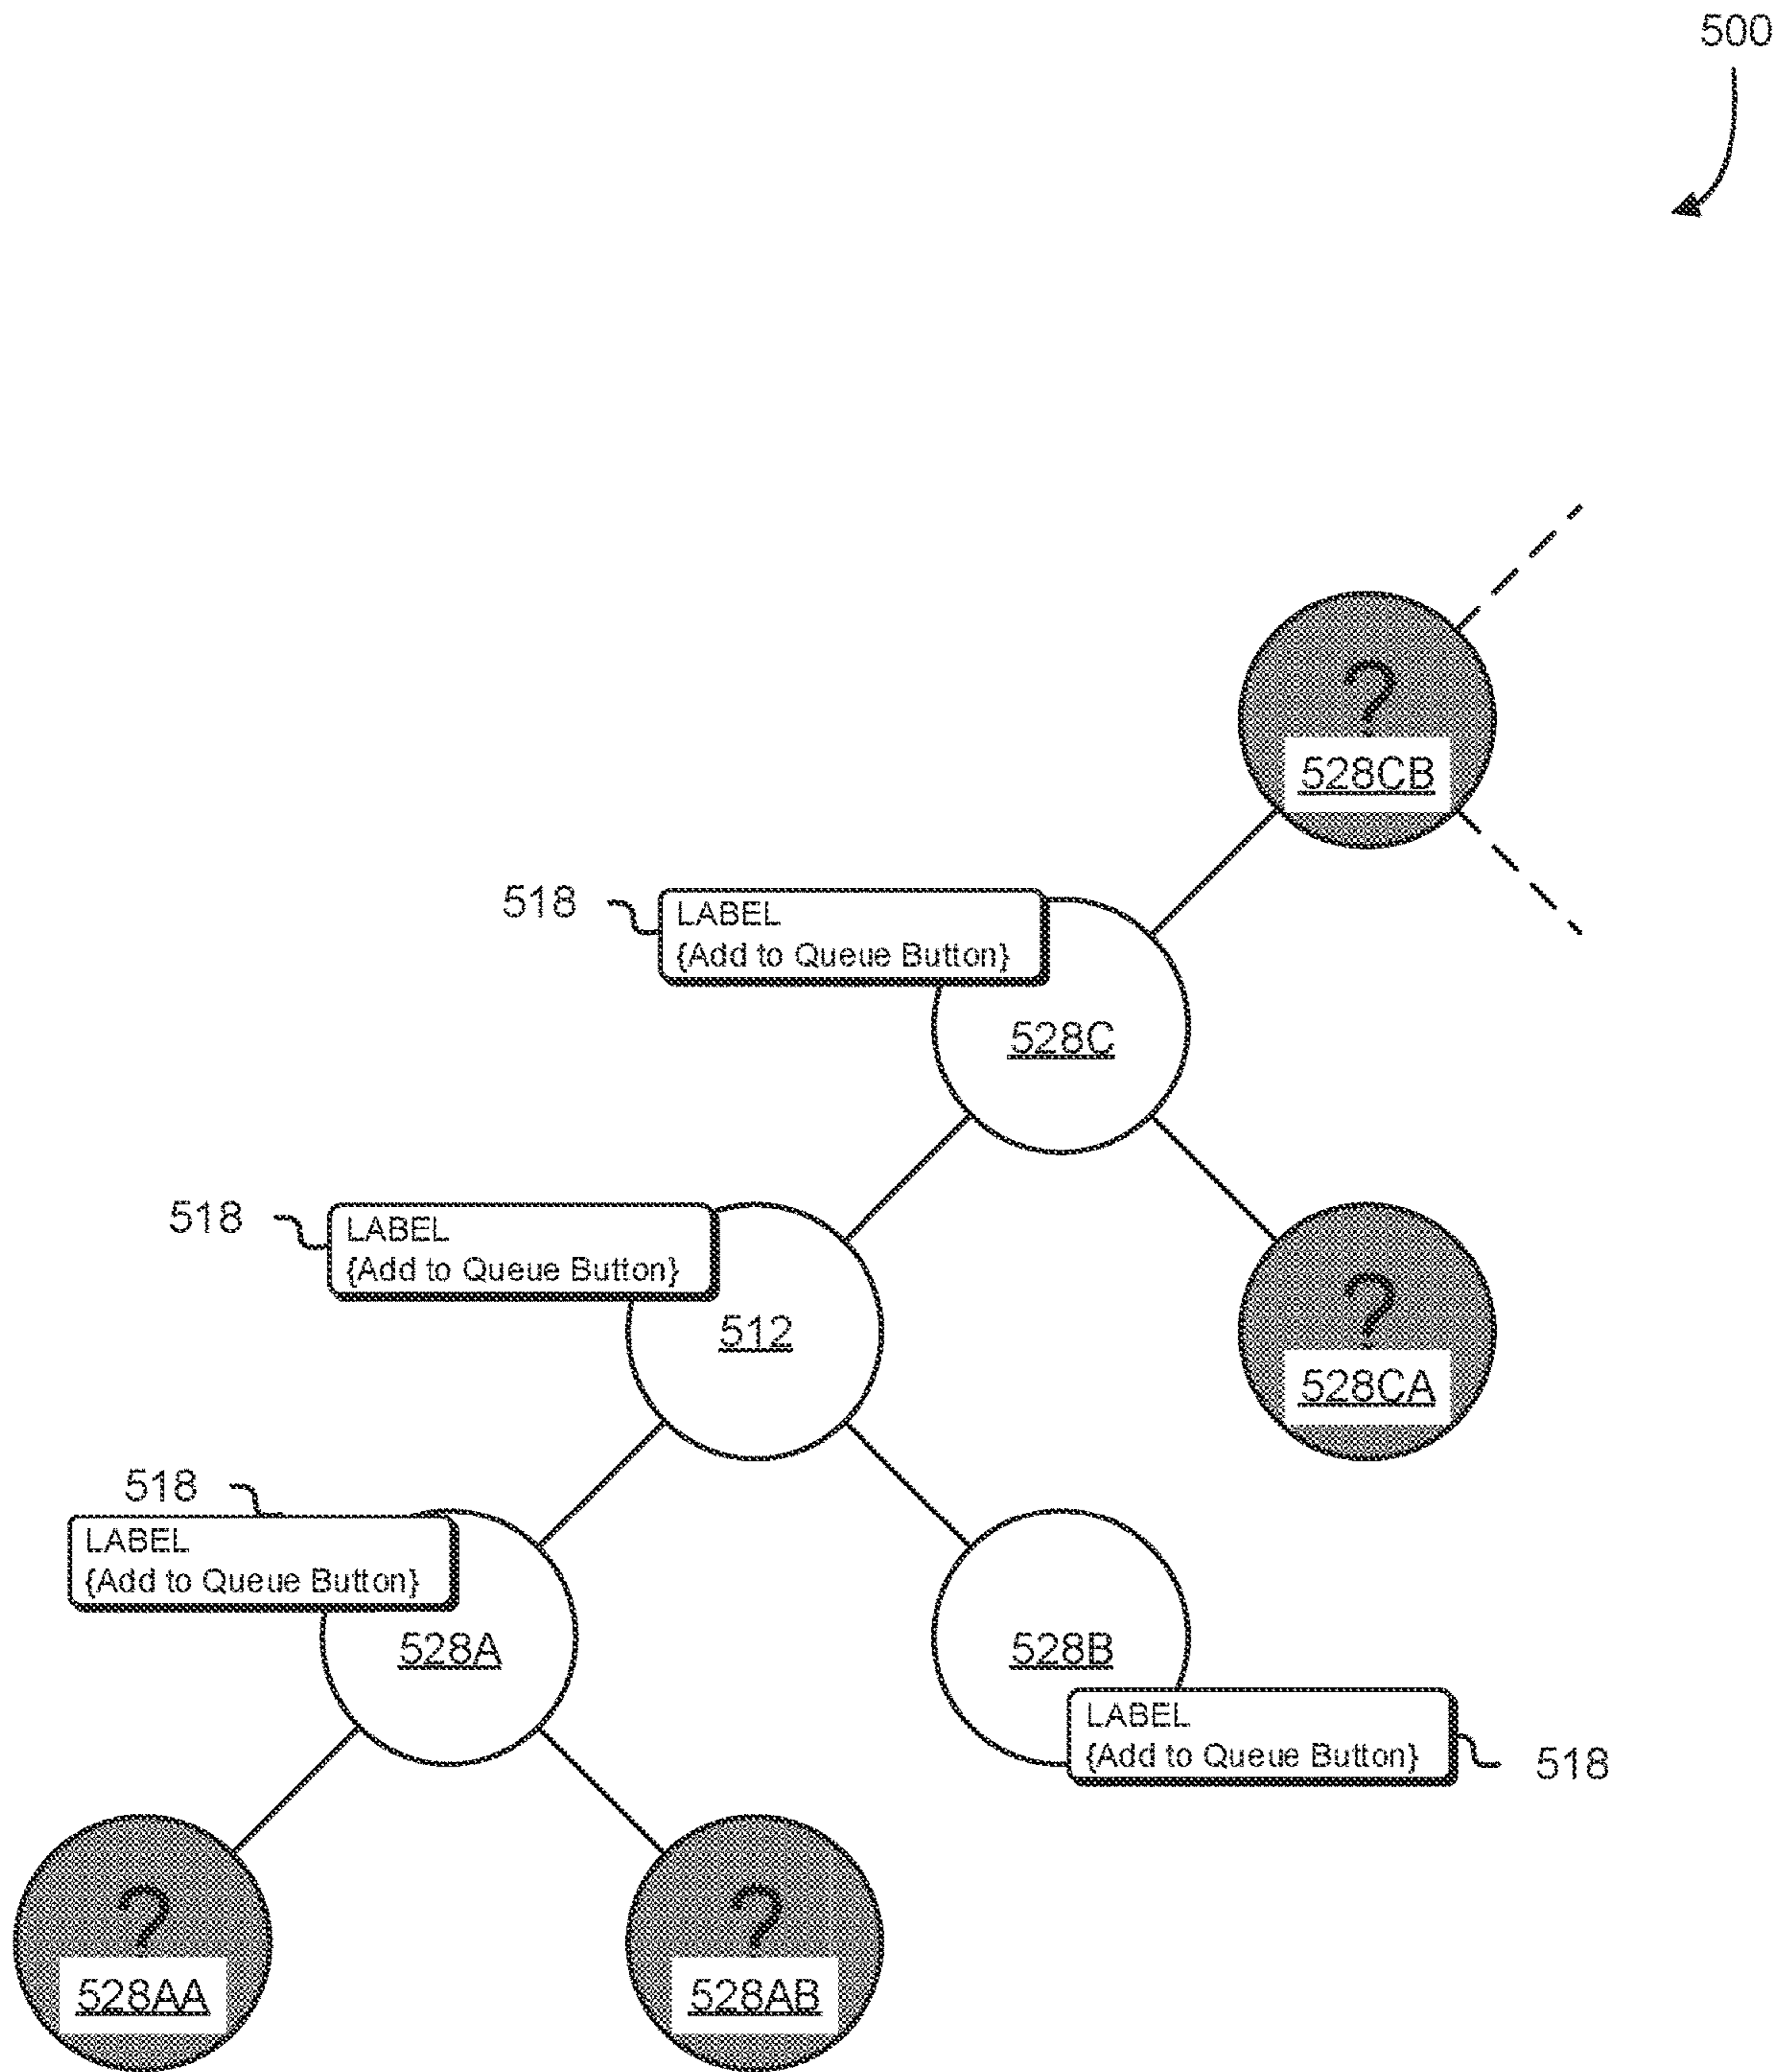 500
?
528CB
518
LABEL
{Add to Queue Button}
528C
518
LABEL
{Add to Queue Button}
512
?
528CA
518
LABEL
{Add to Queue Button}
528A
528B
LABEL
{Add to Queue Button}
518
?
528AA
?
528AB